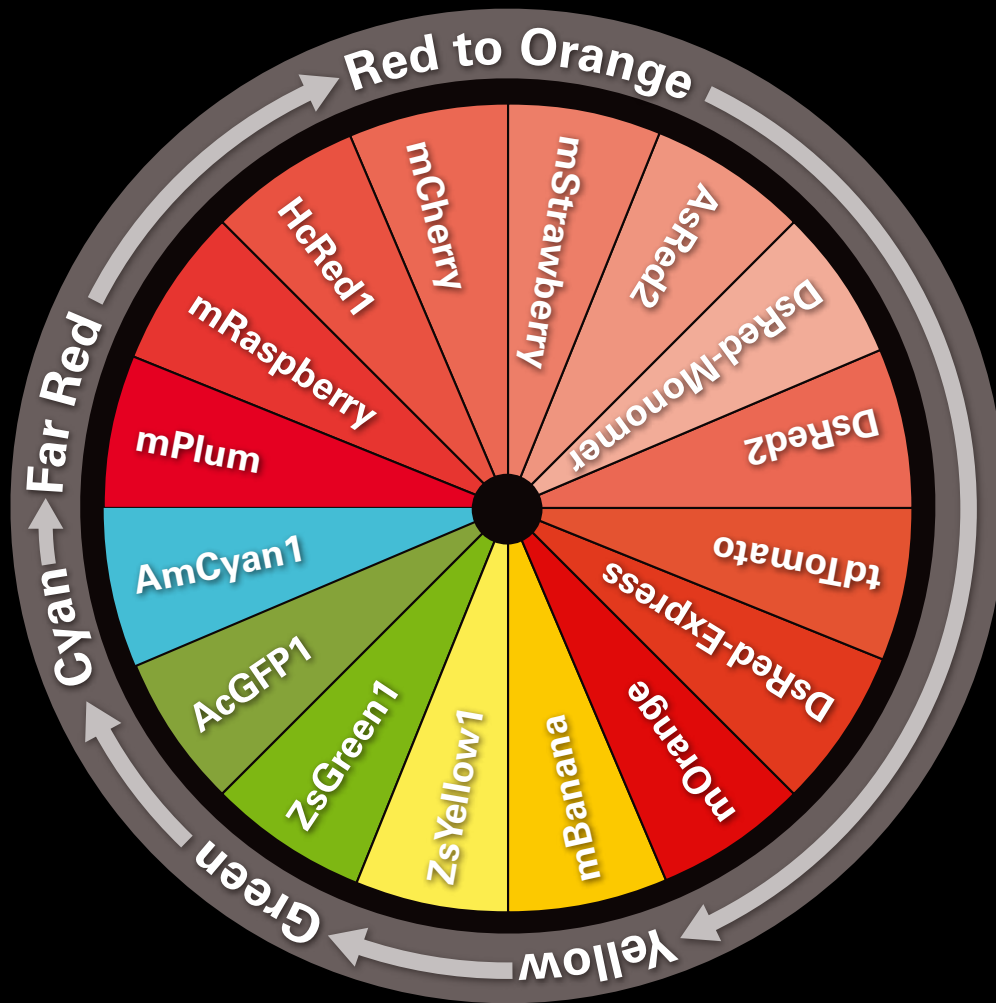 Red to Orange
Yellow
Green
Cyan
Far Red
mCherry
mStrawberry
AsRed2
DsRed-Monomer
DsRed2
tdTomato
DsRed-Express
mOrange
mBanana
ZsYellow1
ZsGreen1
AcGFP1
AmCyan1
mPlum
mRaspberry
HcRed1